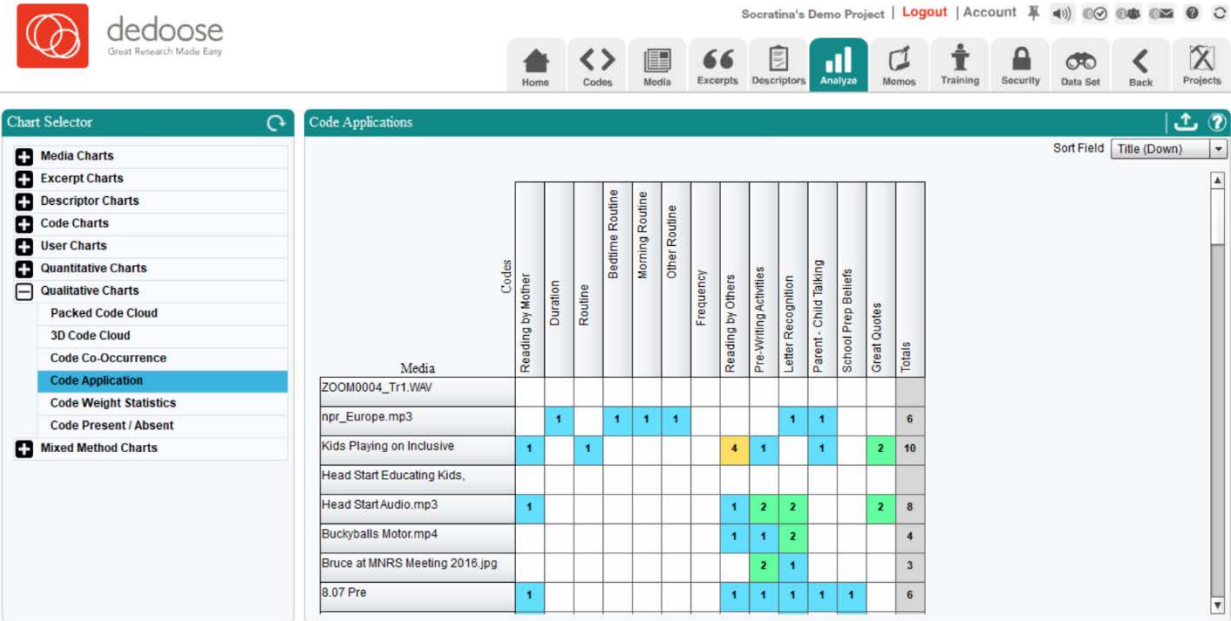 Socratina's Demo Project | Logout | Account
dedoose
Great Research Made Easy
Home Codes Media Excerpts Descriptors Analyze Memos Training Security Data Set Back Projects
Chart Selector
Media Charts
Excerpt Charts
Descriptor Charts
Code Charts
User Charts
Quantitative Charts
Qualitative Charts
Packed Code Cloud
3D Code Cloud
Code Co-Occurrence
Code Application
Code Weight Statistics
Code Present / Absent
Mixed Method Charts
Code Applications
Sort Field Title (Down)
Codes
Reading by Mother
Duration
Routine
Bedtime Routine
Morning Routine
Other Routine
Frequency
Reading by Others
Pre-Writing Activities
Letter Recognition
Parent - Child Talking
School Prep Beliefs
Great Quotes
Totals
Media
ZOOM0004_Tr1.WAV
npr_Europe.mp3 1 1 1 1 1 1 6
Kids Playing on Inclusive 1 1 4 1 1 2 10
Head Start Educating Kids,
Head Start Audio.mp3 1 1 2 2 2 8
Buckyballs Motor.mp4 1 1 2 4
Bruce at MNRS Meeting 2016.jpg 2 1 3
8.07 Pre 1 1 1 1 1 1 6